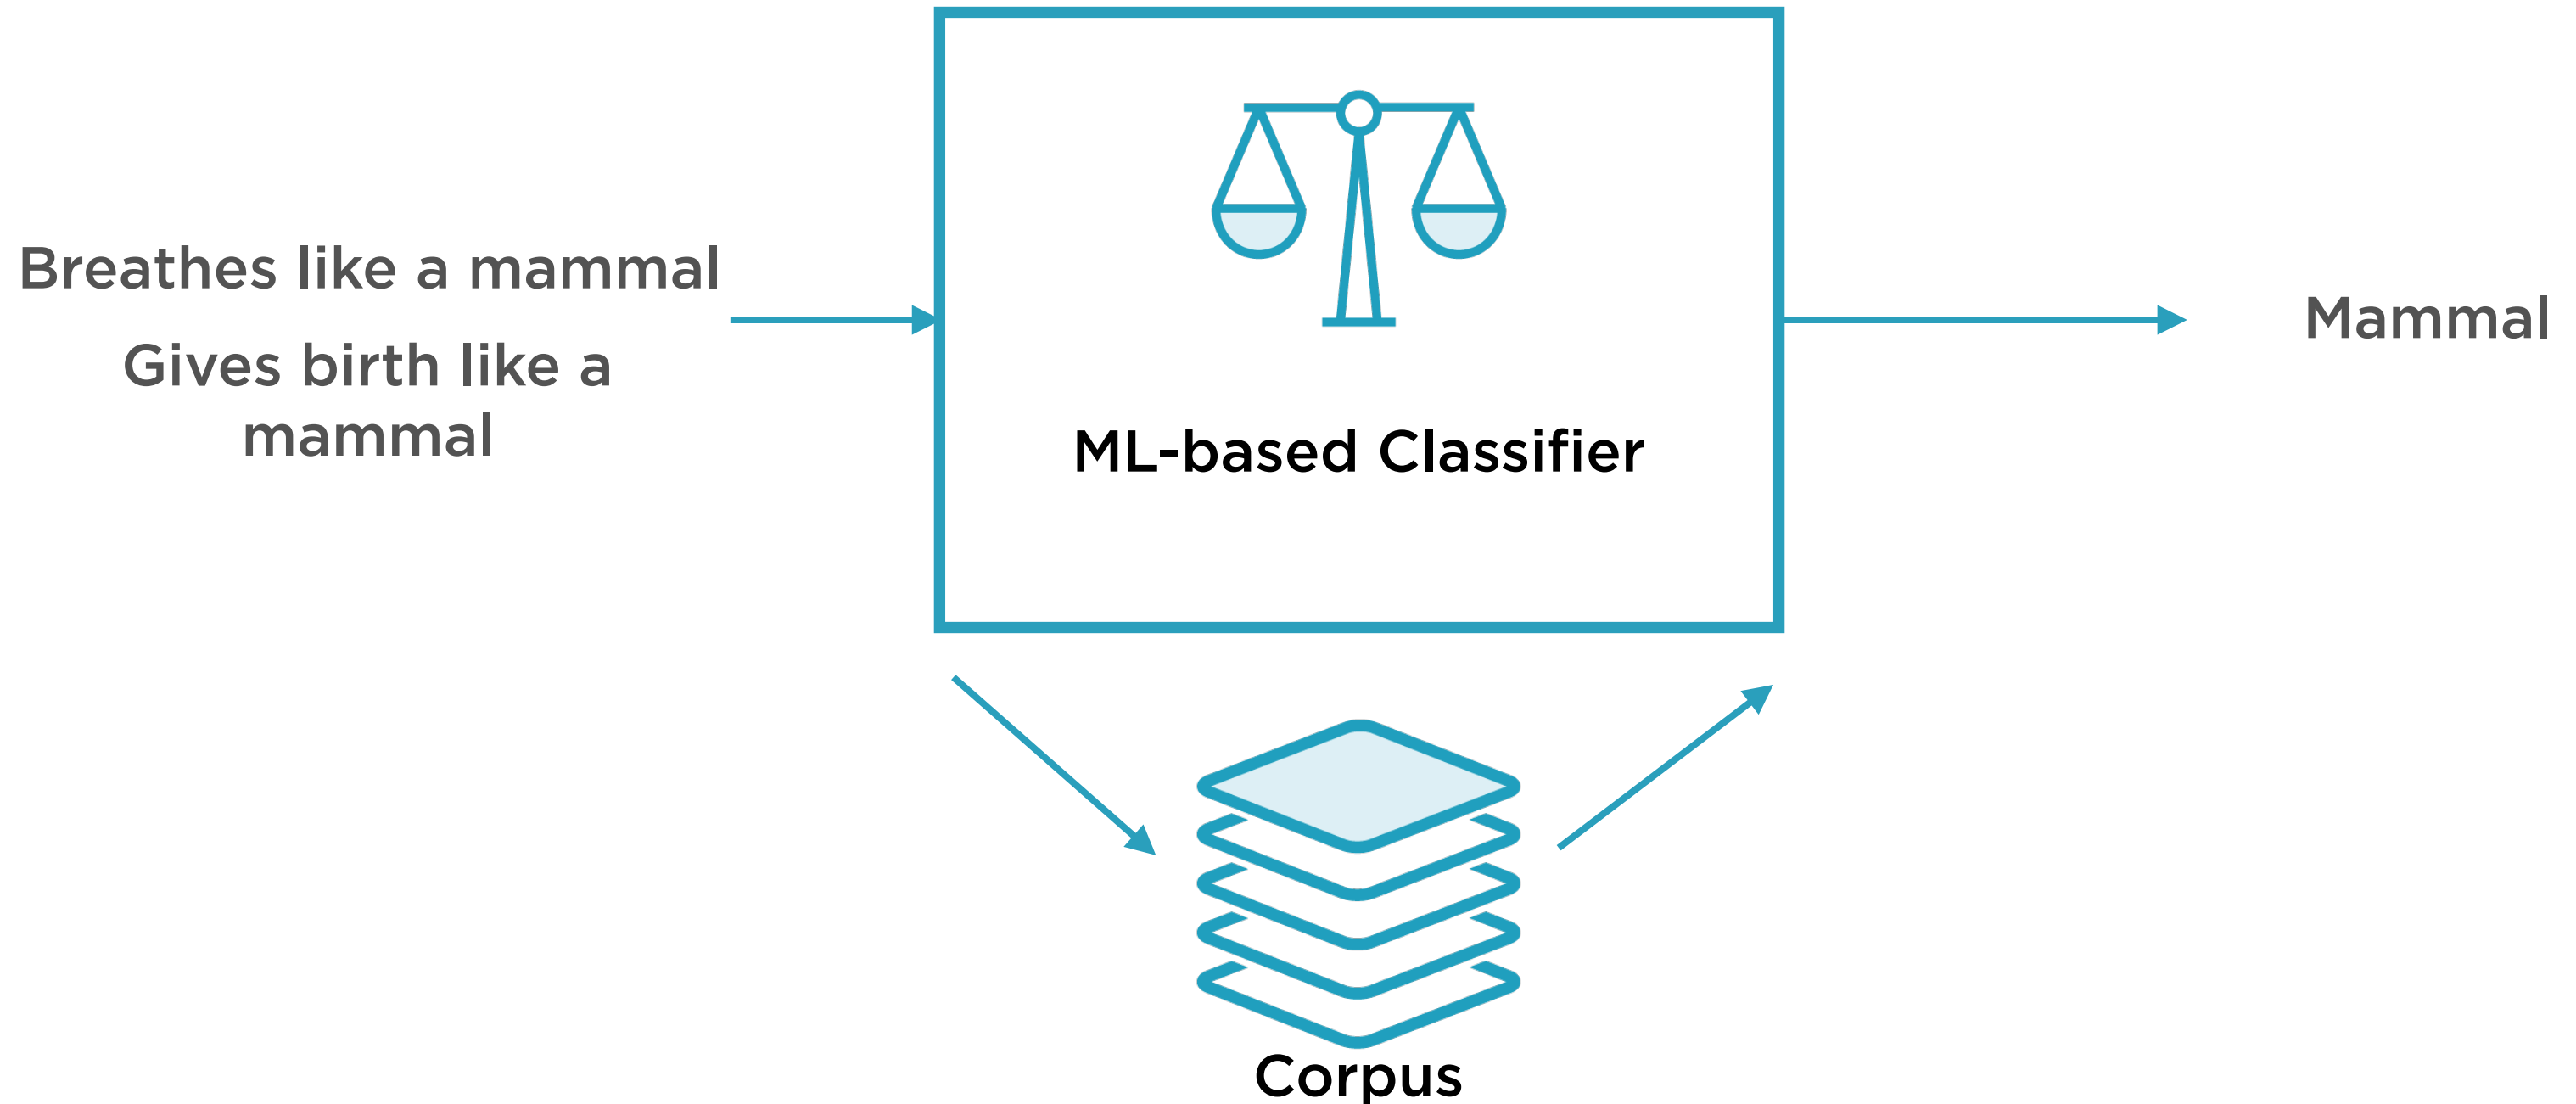 Breathes like a mammal
Gives birth like a
mammal
ML-based Classifier
Mammal
Corpus